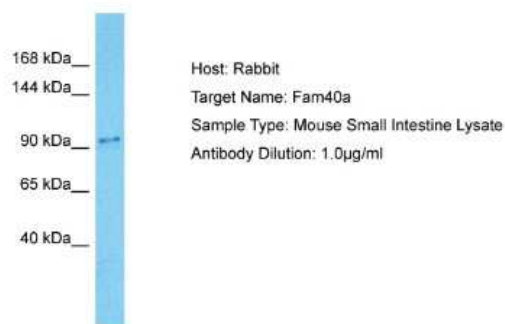 168 kDa__
144 kDa__
90 kDa__
65 kDa__
40 kDa__
Host: Rabbit
Target Name: Fam40a
Sample Type: Mouse Small Intestine Lysate
Antibody Dilution: 1.0µg/ml